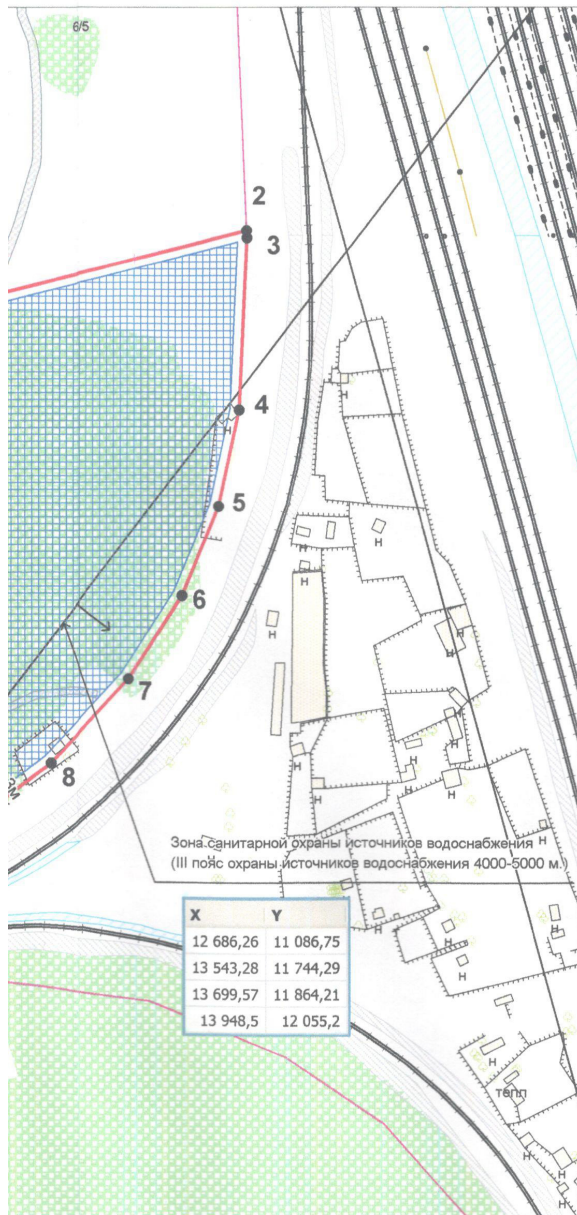 6/5
2
3
4
Н
Н
5
Н
Н
Н
6
Н
Н
Н
7
Н
Н
8
Н
Н
Н
Н
Зона санитарной охраны источников водоснабжения
(III пояс охраны источников водоснабжения 4000-5000 м.)
Н
Н
Н
Н
X Y
12 686,26 11 086,75
13 543,28 11 744,29
13 699,57 11 864,21
13 948,5 12 055,2
Н
Н
Н
Н
тепл
Н
Н
Н